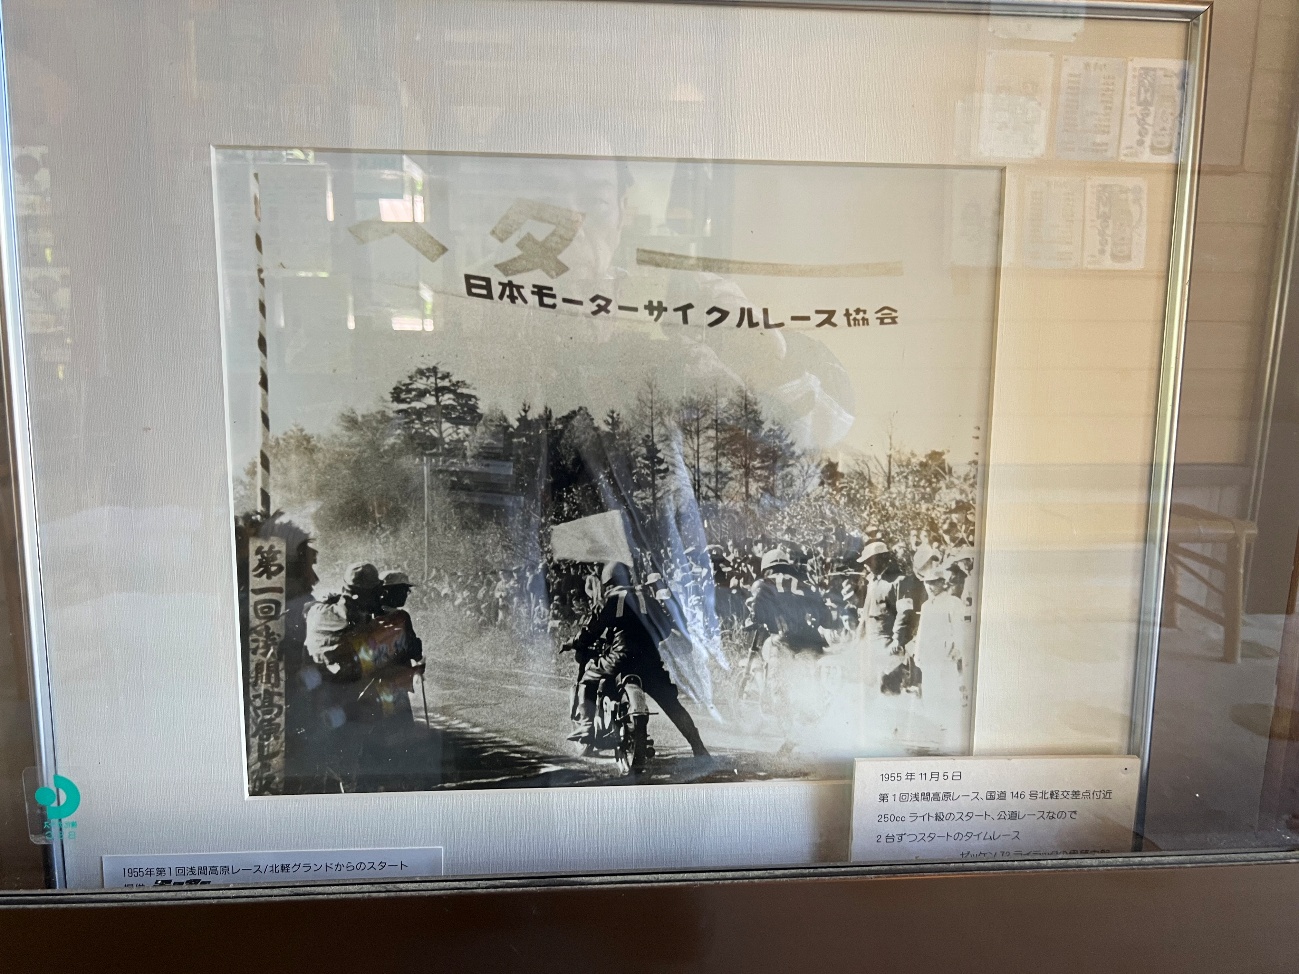 ベター
日本モーターサイクルレース協会
第一回浅間高原
1955年11月5日
第1回浅間高原レース、国道146号北軽交差点付近
250cc ライト級のスタート、公道レースなので
2台ずつスタートのタイムレース
1955年第1回浅間高原レース/北軽グランドからのスタート